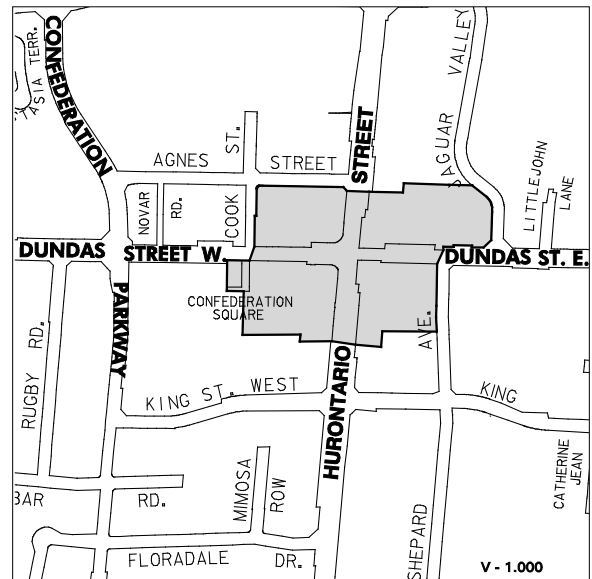 CONFEDERATION
PARKWAY
SIA TERR.
AGNES STREET
NOVAR RD.
COOK ST.
HURONTARIO STREET
JAGUAR VALLEY
LITTLEJOHN
LANE
DUNDAS STREET W.
DUNDAS ST. E.
CONFEDERATION
SQUARE
RUGBY RD.
KING ST. WEST
KING
SHEPARD AVE.
CATHERINE
JEAN
BAR RD.
MIMOSA
ROW
FLORADALE DR.
V - 1.000